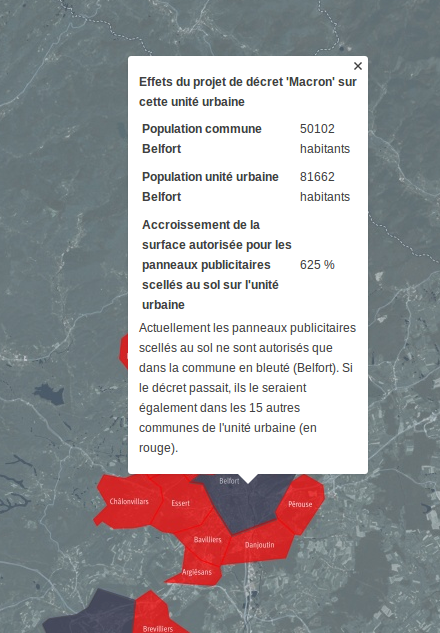 ×
Effets du projet de décret 'Macron' sur
cette unité urbaine
Population commune 50102
Belfort habitants
Population unité urbaine 81662
Belfort habitants
Accroissement de la
surface autorisée pour les
panneaux publicitaires 625 %
scellés au sol sur l'unité
urbaine
Actuellement les panneaux publicitaires
scellés au sol ne sont autorisés que
dans la commune en bleuté (Belfort). Si
le décret passait, ils le seraient
également dans les 15 autres
communes de l'unité urbaine (en
rouge).
Belfort
Châlonvillars
Essert
Pérouse
Bavilliers
Danjoutin
Argiésans
Brevilliers